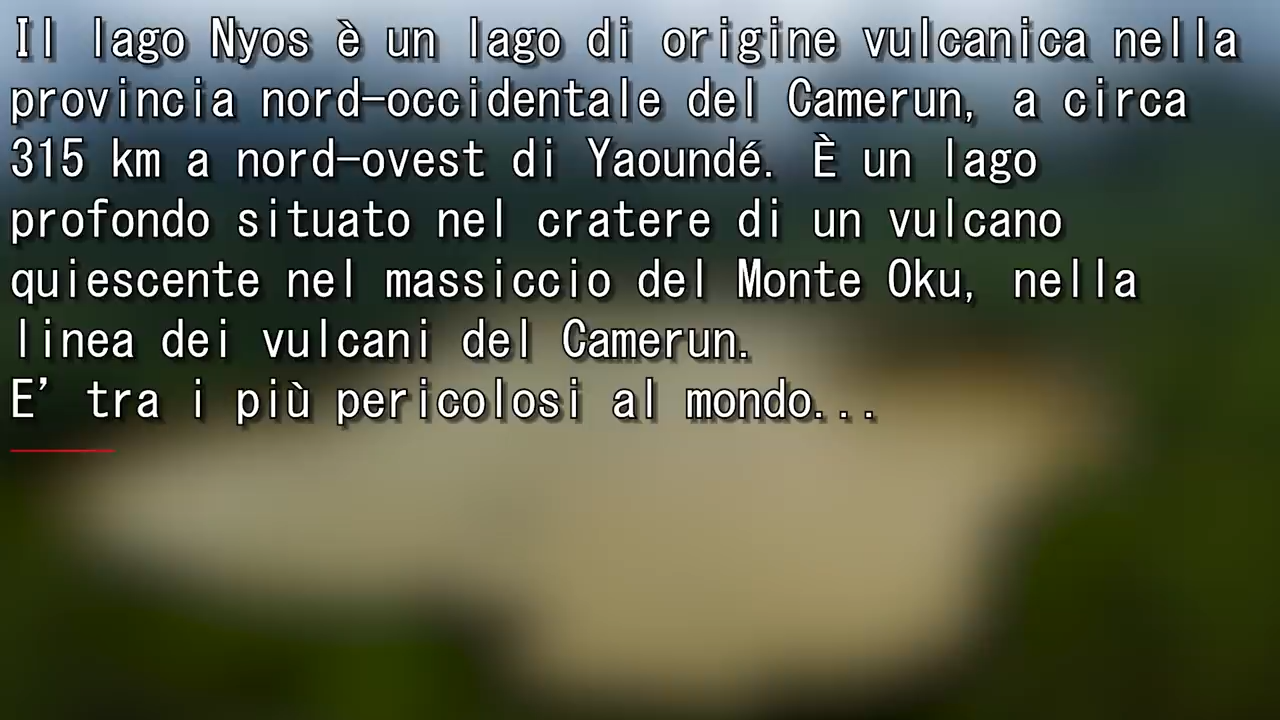 Il lago Nyos è un lago di origine vulcanica nella
provincia nord-occidentale del Camerun, a circa
315 km a nord-ovest di Yaoundé. È un lago
profondo situato nel cratere di un vulcano
quiescente nel massiccio del Monte Oku, nella
linea dei vulcani del Camerun.
E’ tra i più pericolosi al mondo...